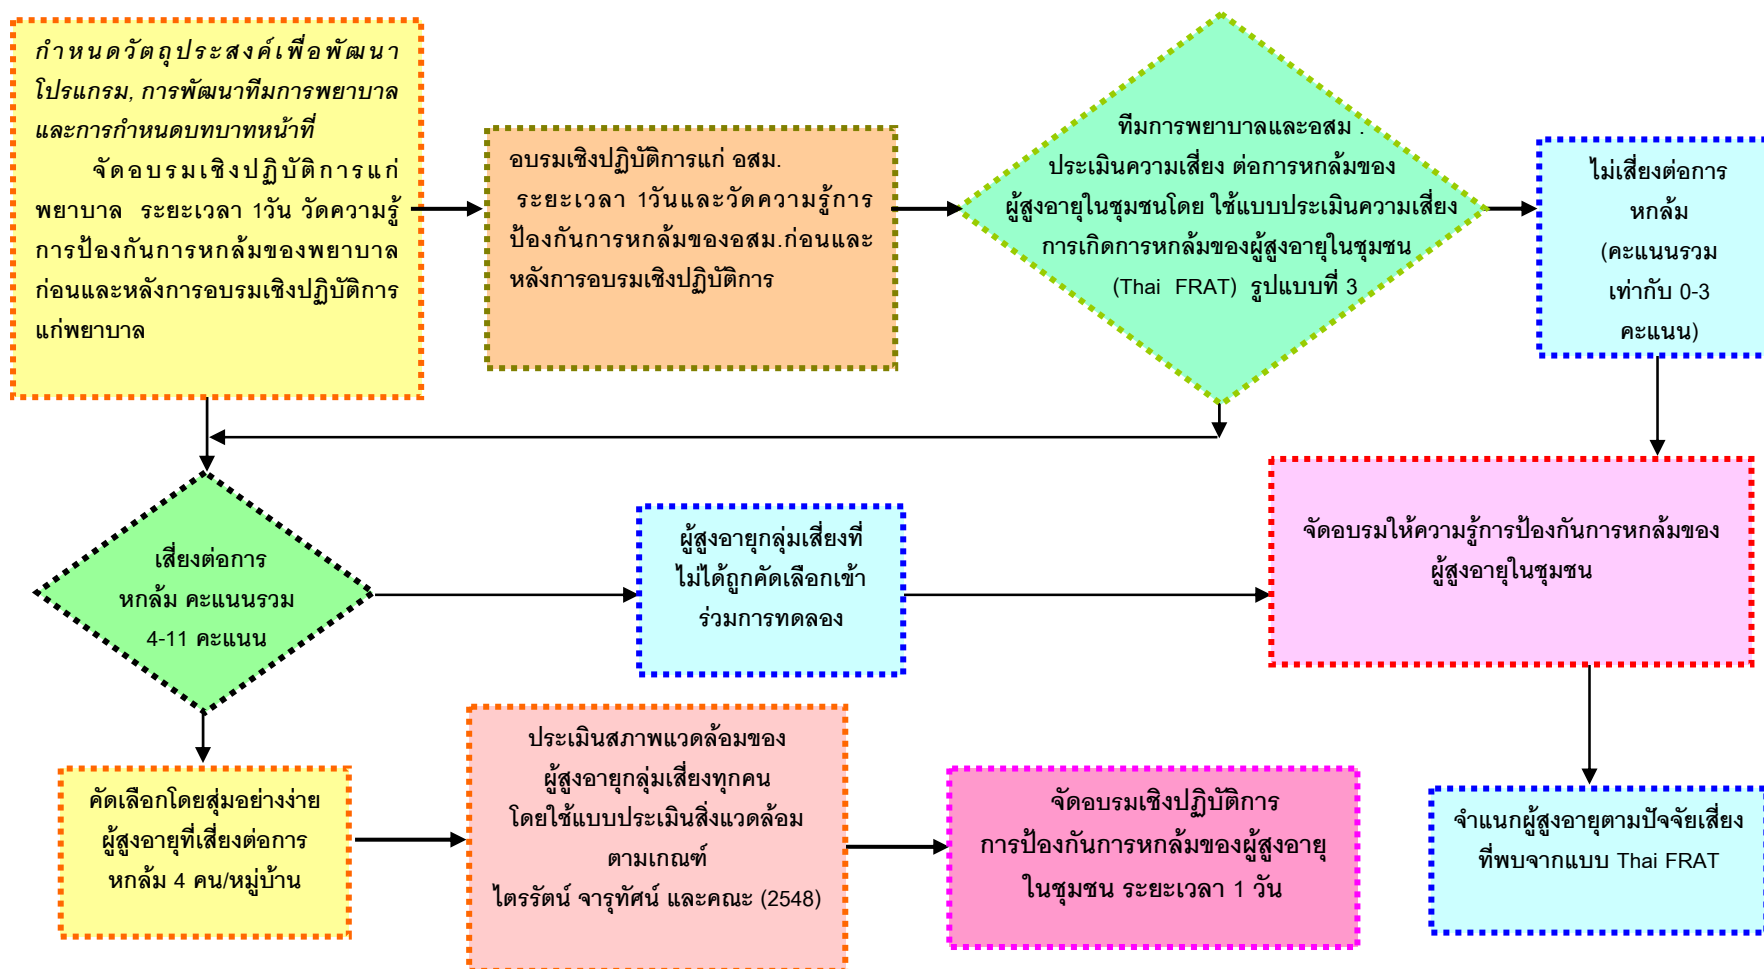 กำหนดวัตถุประสงค์เพื่อพัฒนา
โปรแกรม, การพัฒนาทีมการพยาบาล
และการกำหนดบทบาทหน้าที่
จัดอบรมเชิงปฏิบัติการแก่
พยาบาล ระยะเวลา 1วัน วัดความรู้
การป้องกันการหกล้มของพยาบาล
ก่อนและหลังการอบรมเชิงปฏิบัติการ
แก่พยาบาล
อบรมเชิงปฏิบัติการแก่ อสม.
ระยะเวลา 1วันและวัดความรู้การ
ป้องกันการหกล้มของอสม.ก่อนและ
หลังการอบรมเชิงปฏิบัติการ
ทีมการพยาบาลและอสม .
ประเมินความเสี่ยง ต่อการหกล้มของ
ผู้สูงอายุในชุมชนโดย ใช้แบบประเมินความเสี่ยง
การเกิดการหกล้มของผู้สูงอายุในชุมชน
(Thai FRAT) รูปแบบที่ 3
ไม่เสี่ยงต่อการ
หกล้ม
(คะแนนรวม
เท่ากับ 0-3
คะแนน)
เสี่ยงต่อการ
หกล้ม คะแนนรวม
4-11 คะแนน
ผู้สูงอายุกลุ่มเสี่ยงที่
ไม่ได้ถูกคัดเลือกเข้า
ร่วมการทดลอง
จัดอบรมให้ความรู้การป้องกันการหกล้มของ
ผู้สูงอายุในชุมชน
คัดเลือกโดยสุ่มอย่างง่าย
ผู้สูงอายุที่เสี่ยงต่อการ
หกล้ม 4 คน/หมู่บ้าน
ประเมินสภาพแวดล้อมของ
ผู้สูงอายุกลุ่มเสี่ยงทุกคน
โดยใช้แบบประเมินสิ่งแวดล้อม
ตามเกณฑ์
ไตรรัตน์ จารุทัศน์ และคณะ (2548)
จัดอบรมเชิงปฏิบัติการ
การป้องกันการหกล้มของผู้สูงอายุ
ในชุมชน ระยะเวลา 1 วัน
จำแนกผู้สูงอายุตามปัจจัยเสี่ยง
ที่พบจากแบบ Thai FRAT